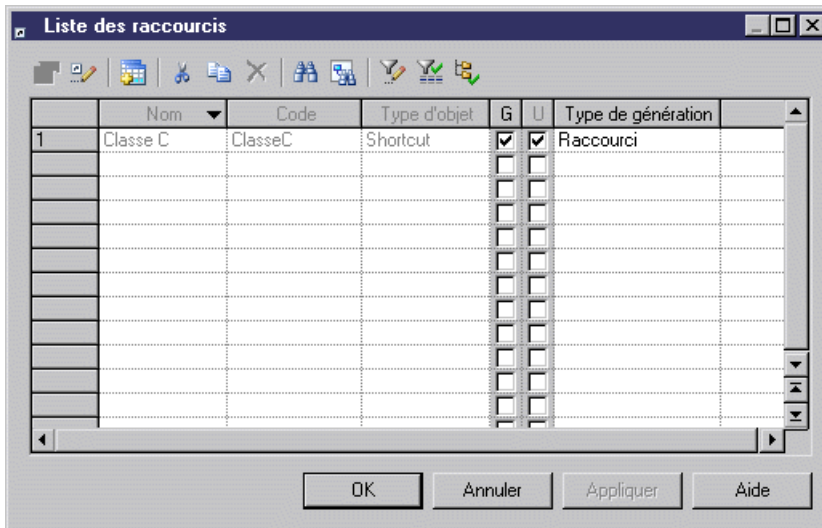 Liste des raccourcis
Nom Code Type d'objet G U Type de génération
1 Classe C ClasseC Shortcut Raccourci
OK Annuler Appliquer Aide